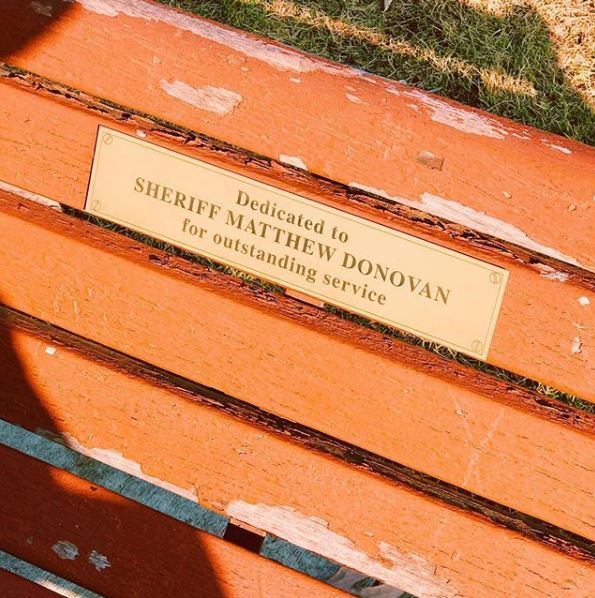 Dedicated to
SHERIFF MATTHEW DONOVAN
for outstanding service